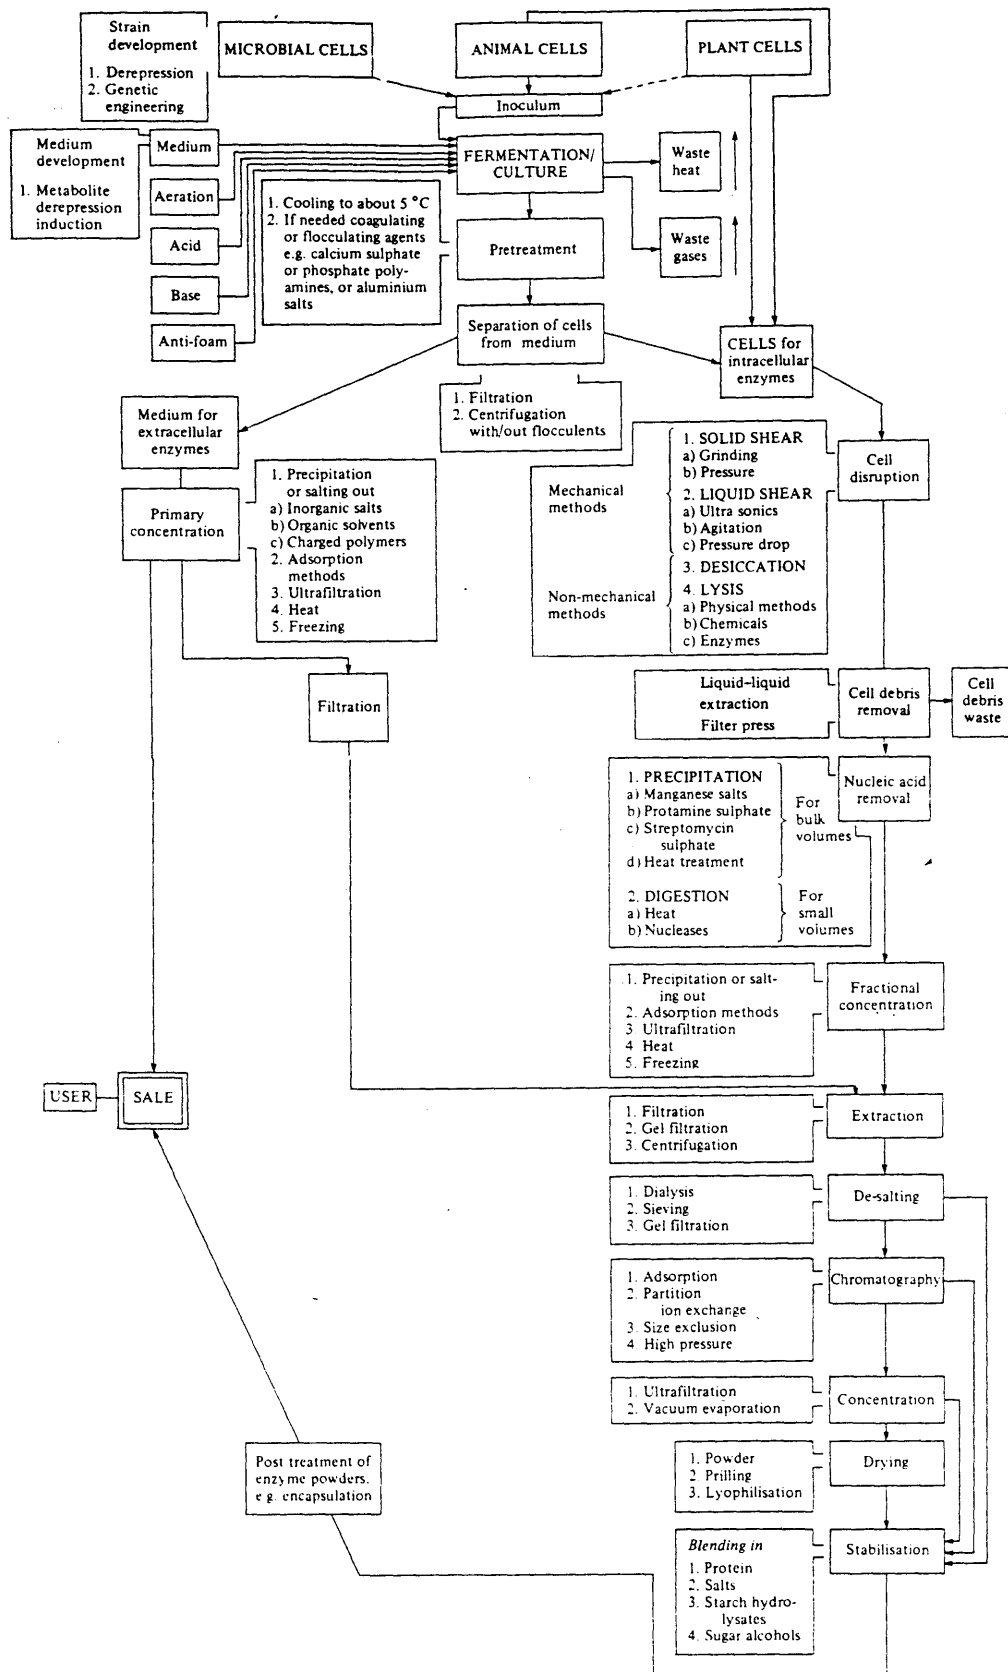 Strain
development
1. Derepression
2. Genetic
engineering
MICROBIAL CELLS
ANIMAL CELLS
PLANT CELLS
Inoculum
Medium
development
1. Metabolite
derepression
induction
Medium
Aeration
Acid
Base
Anti-foam
FERMENTATION/
CULTURE
Waste
heat
Waste
gases
1. Cooling to about 5 °C
2. If needed coagulating
or flocculating agents
e.g. calcium sulphate
or phosphate poly-
amines, or aluminium
salts
Pretreatment
Separation of cells
from medium
CELLS for
intracellular
enzymes
1. Filtration
2. Centrifugation
with/out flocculents
Medium for
extracellular
enzymes
Primary
concentration
1. Precipitation
or salting out
a) Inorganic salts
b) Organic solvents
c) Charged polymers
2. Adsorption
methods
3. Ultrafiltration
4. Heat
5. Freezing
Mechanical
methods
1. SOLID SHEAR
a) Grinding
b) Pressure
2. LIQUID SHEAR
a) Ultra sonics
b) Agitation
c) Pressure drop
Non-mechanical
methods
3. DESICCATION
4. LYSIS
a) Physical methods
b) Chemicals
c) Enzymes
Cell
disruption
Filtration
Liquid-liquid
extraction
Filter press
Cell debris
removal
Cell
debris
waste
1. PRECIPITATION
a) Manganese salts
b) Protamine sulphate
c) Streptomycin
sulphate
d) Heat treatment
For
bulk
volumes
2. DIGESTION
a) Heat
b) Nucleases
For
small
volumes
Nucleic acid
removal
1. Precipitation or salt-
ing out
2. Adsorption methods
3 Ultrafiltration
4 Heat
5. Freezing
Fractional
concentration
USER
SALE
1. Filtration
2. Gel filtration
3. Centrifugation
Extraction
1. Dialysis
2. Sieving
3. Gel filtration
De-salting
1. Adsorption
2. Partition
ion exchange
3. Size exclusion
4. High pressure
Chromatography
1. Ultrafiltration
2. Vacuum evaporation
Concentration
Post treatment of
enzyme powders,
e.g. encapsulation
1. Powder
2 Prilling
3. Lyophilisation
Drying
Blending in
1. Protein
2. Salts
3. Starch hydro-
lysates
4. Sugar alcohols
Stabilisation